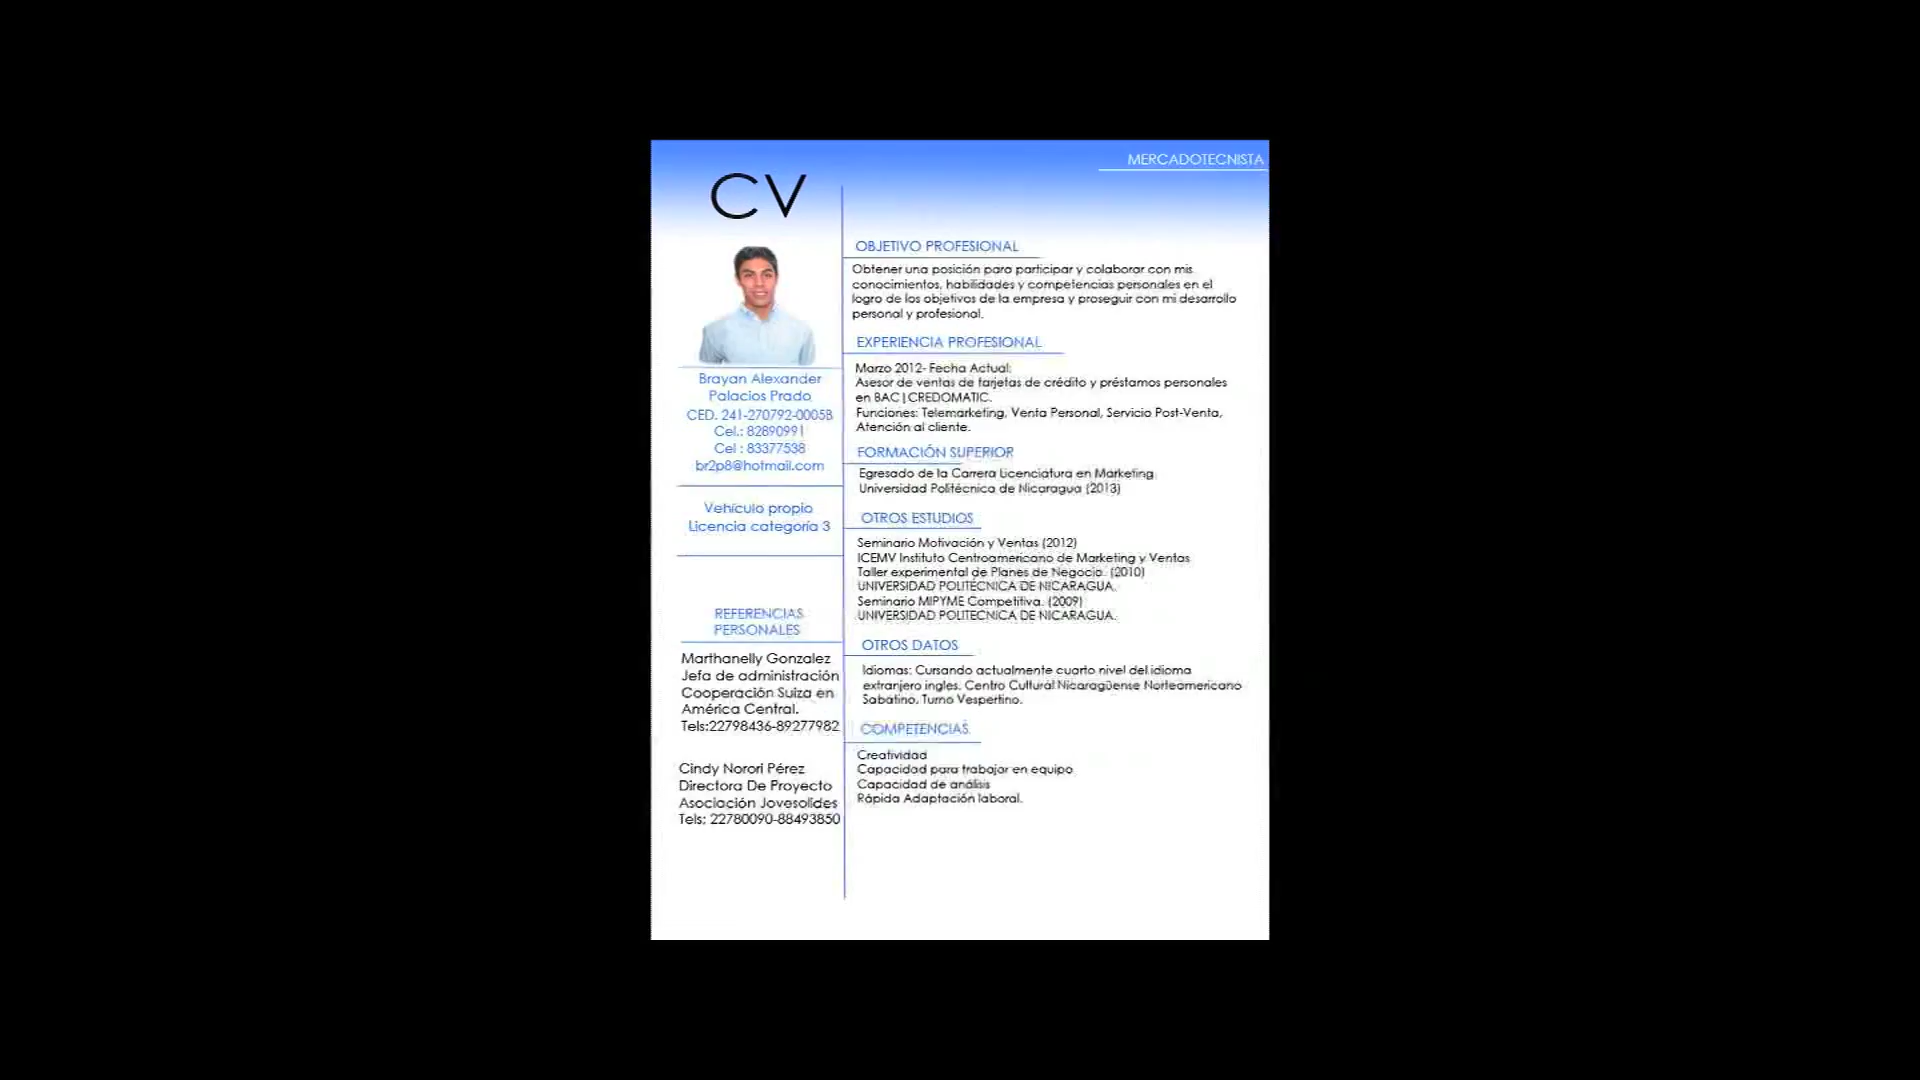 MERCADOTECNISTA
CV
Brayan Alexander
Palacios Prado
CED. 241-270792-0005B
Cel.: 82890991
Cel : 83377538
br2p8@hotmail.com
Vehículo propio
Licencia categoría 3
REFERENCIAS
PERSONALES
Marthanelly Gonzalez
Jefa de administración
Cooperación Suiza en
América Central.
Tels:22798436-89277982
Cindy Norori Pérez
Directora De Proyecto
Asociación Jovesolides
Tels: 22780090-88493850
OBJETIVO PROFESIONAL
Obtener una posición para participar y colaborar con mis
conocimientos, habilidades y competencias personales en el
logro de los objetivos de la empresa y proseguir con mi desarrollo
personal y profesional.
EXPERIENCIA PROFESIONAL
Marzo 2012- Fecha Actual:
Asesor de ventas de tarjetas de crédito y préstamos personales
en BAC|CREDOMATIC.
Funciones: Telemarketing, Venta Personal, Servicio Post-Venta,
Atención al cliente.
FORMACIÓN SUPERIOR
Egresado de la Carrera Licenciatura en Marketing
Universidad Politécnica de Nicaragua (2013)
OTROS ESTUDIOS
Seminario Motivación y Ventas (2012)
ICEMV Instituto Centroamericano de Marketing y Ventas
Taller experimental de Planes de Negocio. (2010)
UNIVERSIDAD POLITÉCNICA DE NICARAGUA.
Seminario MIPYME Competitiva. (2009)
UNIVERSIDAD POLITECNICA DE NICARAGUA.
OTROS DATOS
Idiomas: Cursando actualmente cuarto nivel del idioma
extranjero ingles. Centro Cultural Nicaragüense Norteamericano
Sabatino, Turno Vespertino.
COMPETENCIAS
Creatividad
Capacidad para trabajar en equipo
Capacidad de análisis
Rápida Adaptación laboral.